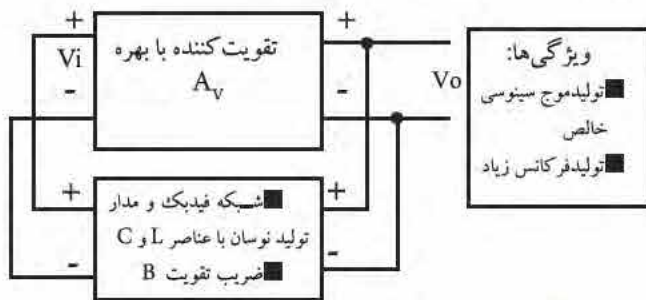 +
+
تقویت کننده با بهره
Vi
A_V
-
-
Vo
ویژگی‌ها:
■ تولیدموج سینوسی
خالص
■ تولیدفرکانس زیاد
+
+
■ شبکه فیدبک و مدار
تولید نوسان با عناصر L و C
■ ضریب تقویت B
-
-